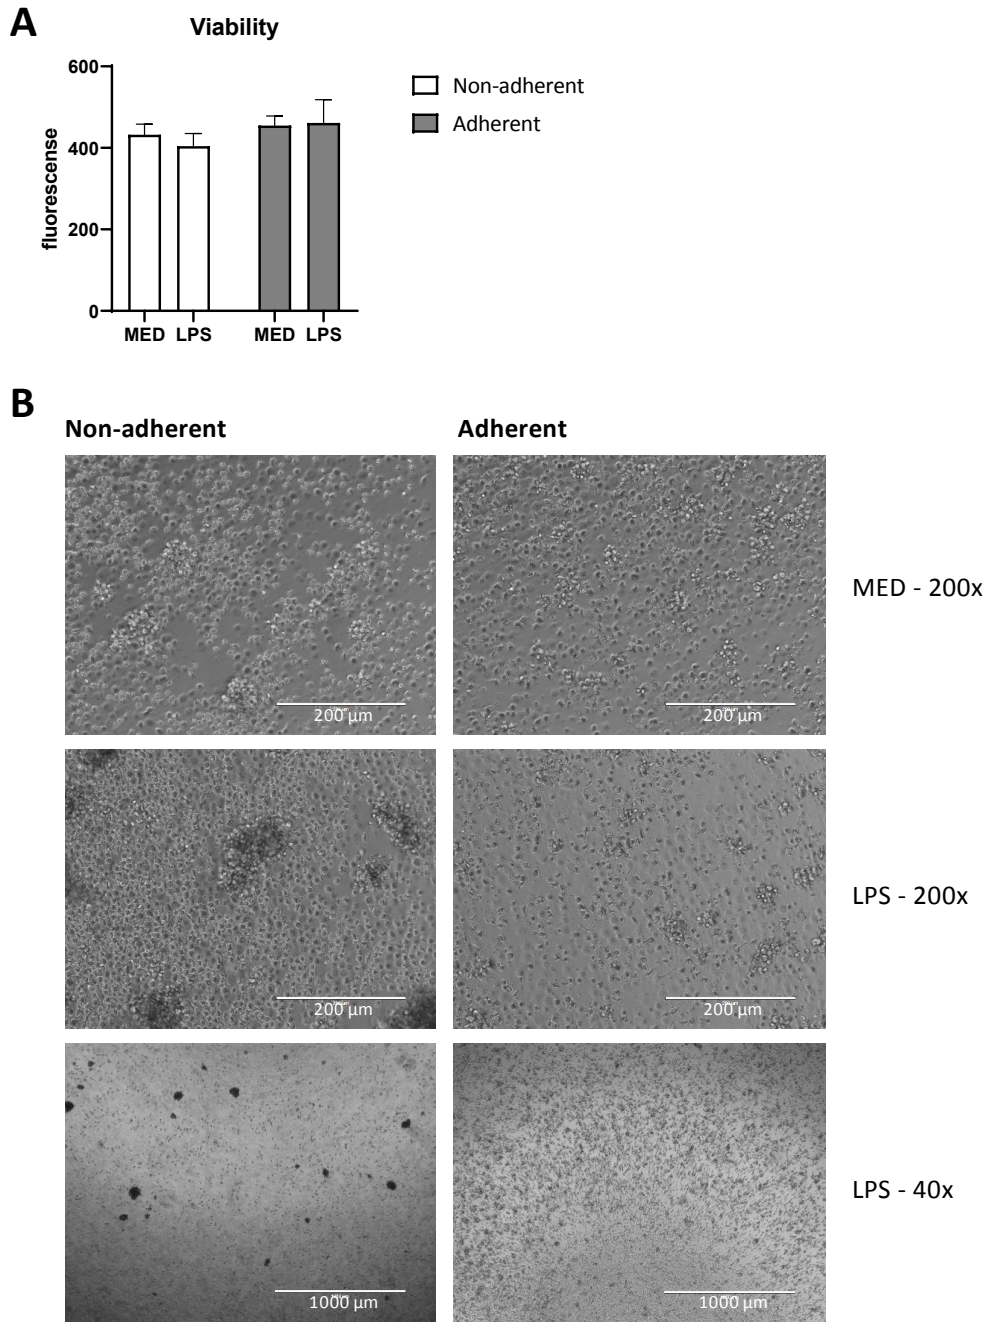 A
Viability
600
400
200
0
fluorescense
MED LPS MED LPS
Non-adherent
Adherent
B
Non-adherent Adherent
200 µm 200 µm
MED - 200x
200 µm 200 µm
LPS - 200x
1000 µm 1000 µm
LPS - 40x